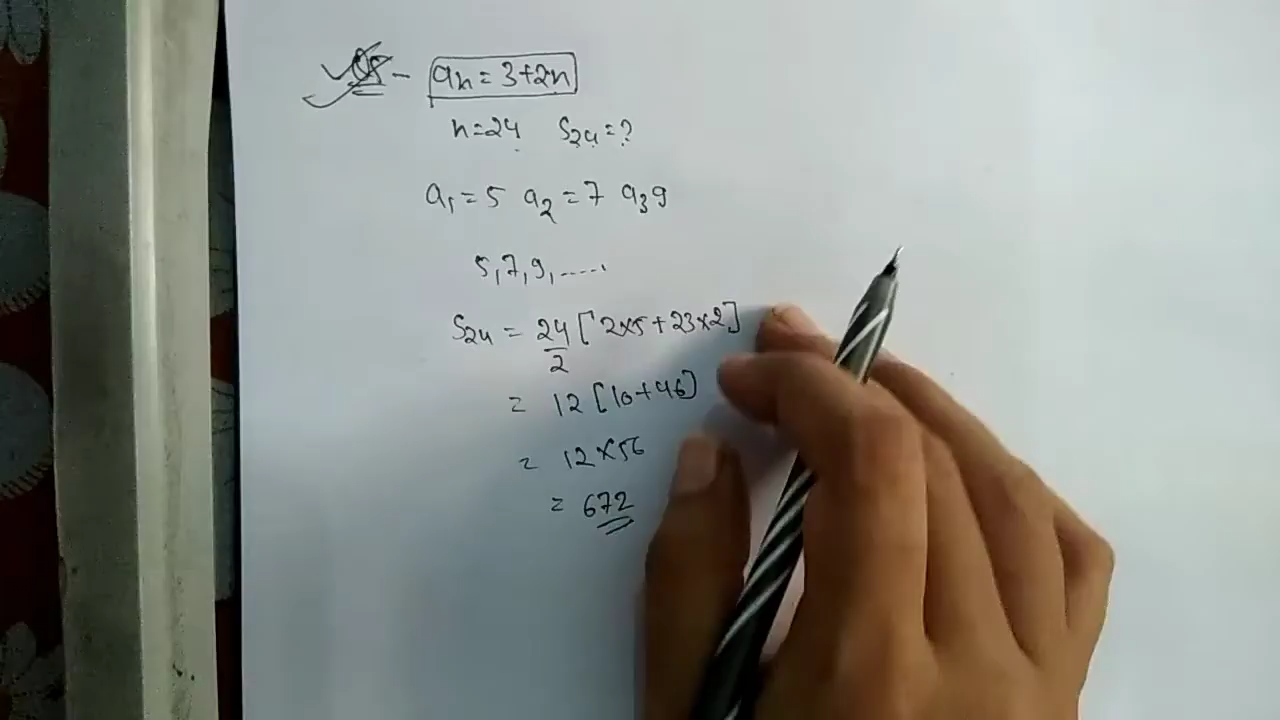 Q5- an = 3+2n
n=24 S24=?
a1=5 a2=7 a3 9
5,7,9,.....
S24 = 24/2 [2×5+23×2]
= 12[10+46]
= 12×56
= 672